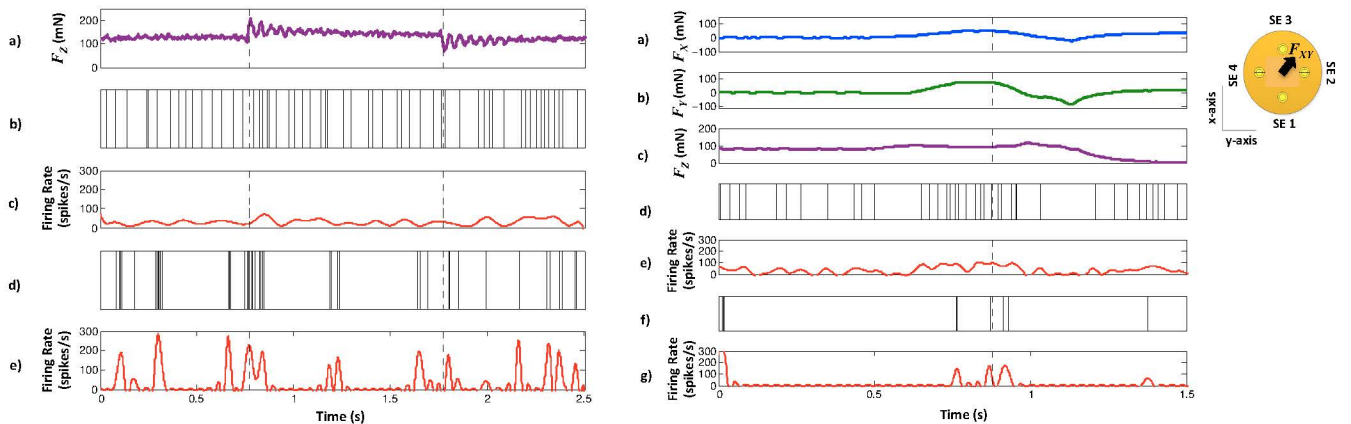 a)
F_Z (mN)
200
100
0
b)
c)
Firing Rate
(spikes/s)
300
200
100
0
d)
e)
Firing Rate
(spikes/s)
300
200
100
0
0
0.5
1
1.5
2
2.5
Time (s)
a)
F_X (mN)
100
0
−100
b)
F_Y (mN)
100
0
−100
c)
F_Z (mN)
200
100
0
d)
e)
Firing Rate
(spikes/s)
300
200
100
0
f)
g)
Firing Rate
(spikes/s)
300
200
100
0
0
0.5
1
1.5
Time (s)
SE 3
F_XY
SE 4
SE 2
SE 1
x-axis
y-axis